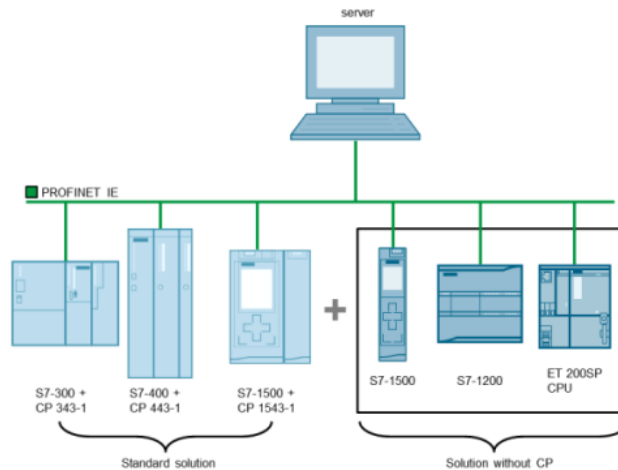 server
PROFINET IE
S7-300 +
CP 343-1
S7-400 +
CP 443-1
S7-1500 +
CP 1543-1
+
S7-1500
S7-1200
ET 200SP
CPU
Standard solution
Solution without CP